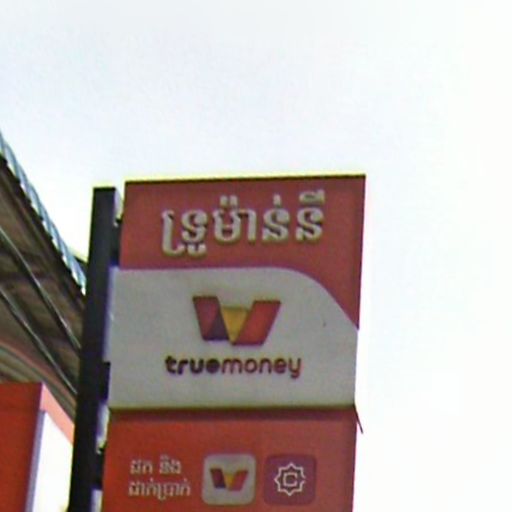 ទ្រូម៉ាន់នី
truemoney
ដក និង
ដាក់ប្រាក់